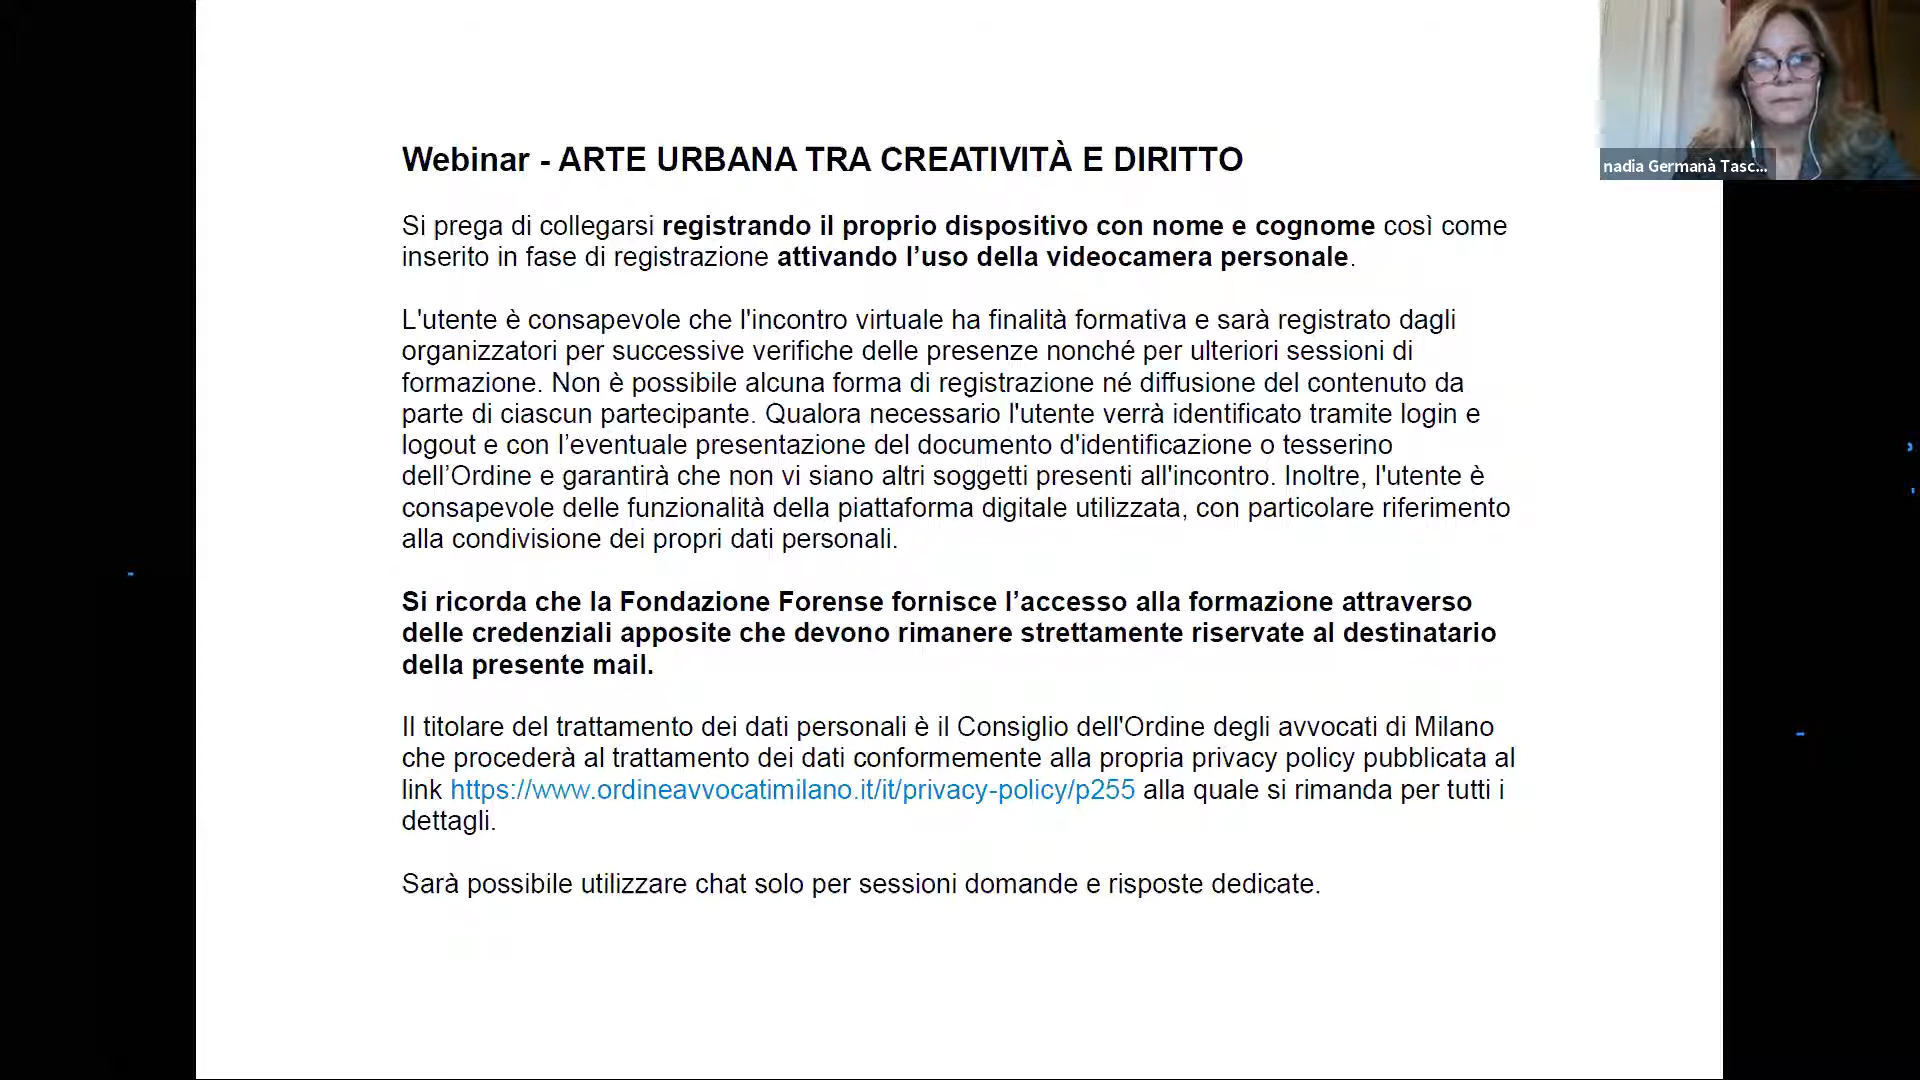 Webinar - ARTE URBANA TRA CREATIVITÀ E DIRITTO
nadia Germanà Tasc...
Si prega di collegarsi registrando il proprio dispositivo con nome e cognome così come
inserito in fase di registrazione attivando l’uso della videocamera personale.
L'utente è consapevole che l'incontro virtuale ha finalità formativa e sarà registrato dagli
organizzatori per successive verifiche delle presenze nonché per ulteriori sessioni di
formazione. Non è possibile alcuna forma di registrazione né diffusione del contenuto da
parte di ciascun partecipante. Qualora necessario l'utente verrà identificato tramite login e
logout e con l’eventuale presentazione del documento d'identificazione o tesserino
dell’Ordine e garantirà che non vi siano altri soggetti presenti all'incontro. Inoltre, l'utente è
consapevole delle funzionalità della piattaforma digitale utilizzata, con particolare riferimento
alla condivisione dei propri dati personali.
Si ricorda che la Fondazione Forense fornisce l’accesso alla formazione attraverso
delle credenziali apposite che devono rimanere strettamente riservate al destinatario
della presente mail.
Il titolare del trattamento dei dati personali è il Consiglio dell'Ordine degli avvocati di Milano
che procederà al trattamento dei dati conformemente alla propria privacy policy pubblicata al
link https://www.ordineavvocatimilano.it/it/privacy-policy/p255 alla quale si rimanda per tutti i
dettagli.
Sarà possibile utilizzare chat solo per sessioni domande e risposte dedicate.